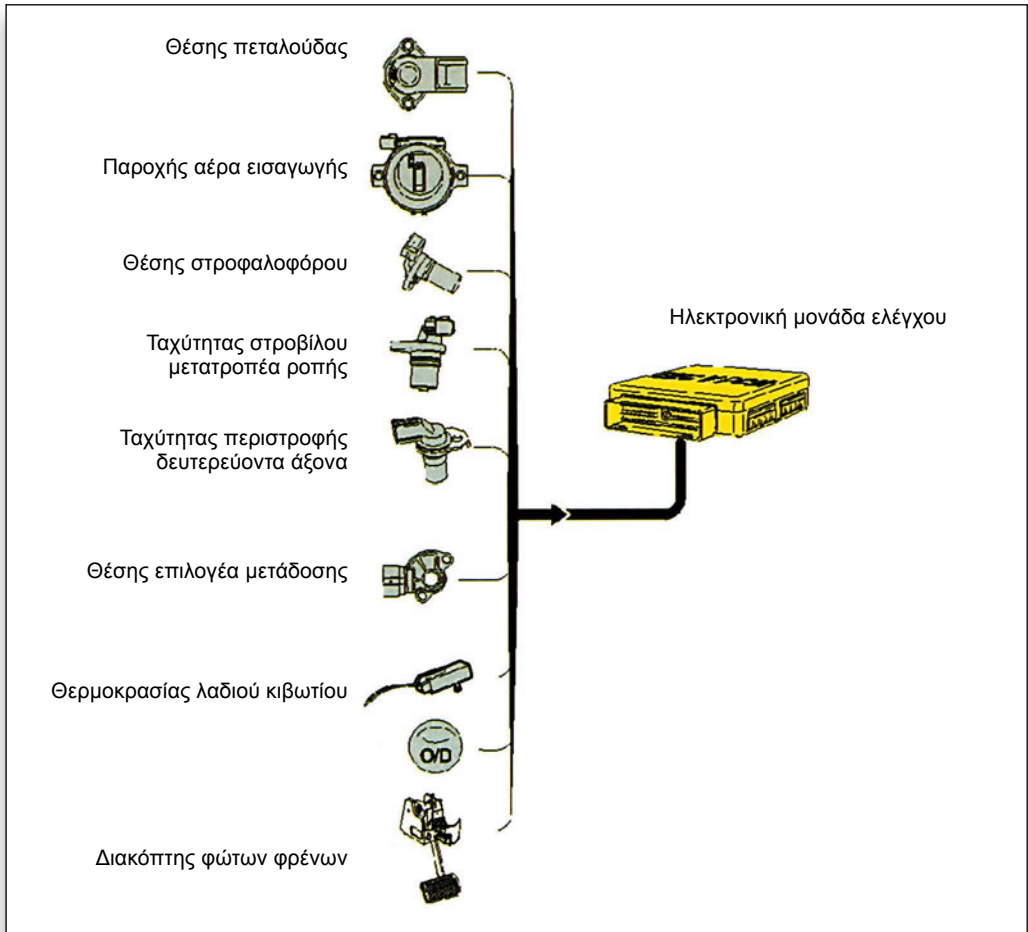 Θέσης πεταλούδας
Παροχής αέρα εισαγωγής
Θέσης στροφαλοφόρου
Ηλεκτρονική μονάδα ελέγχου
Ταχύτητας στροβίλου
μετατροπέα ροπής
Ταχύτητας περιστροφής
δευτερεύοντα άξονα
Θέσης επιλογέα μετάδοσης
Θερμοκρασίας λαδιού κιβωτίου
O/D
Διακόπτης φώτων φρένων